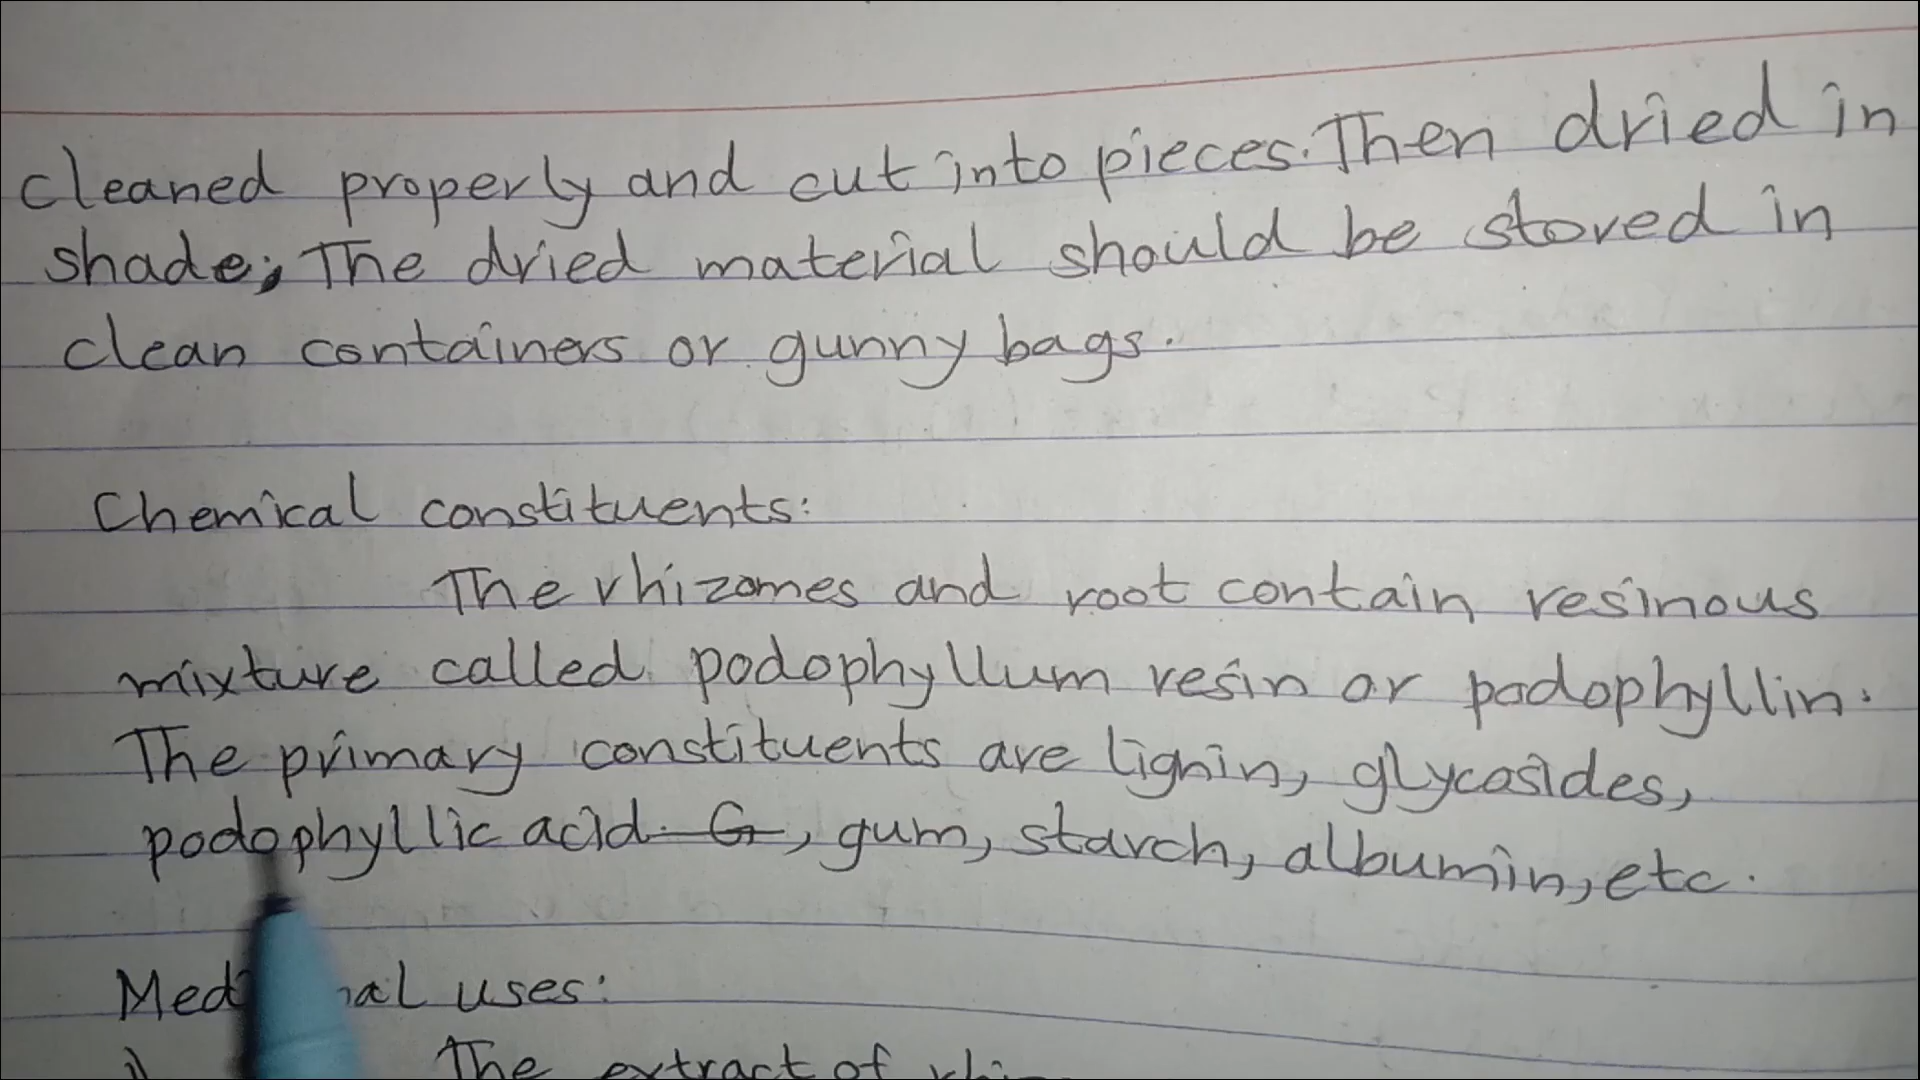 cleaned properly and cut into pieces. Then dried in
shade; The dried material should be stored in
clean containers or gunny bags.
Chemical constituents:
The rhizomes and root contain resinous
mixture called podophyllum resin or podophyllin.
The primary constituents are lignin, glycosides,
podophyllic acid G, gum, starch, albumin, etc.
uses:
The extract of